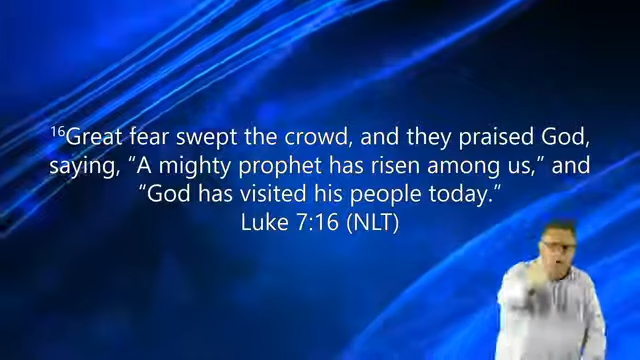 ¹⁶Great fear swept the crowd, and they praised God,
saying, “A mighty prophet has risen among us,” and
“God has visited his people today.”
Luke 7:16 (NLT)